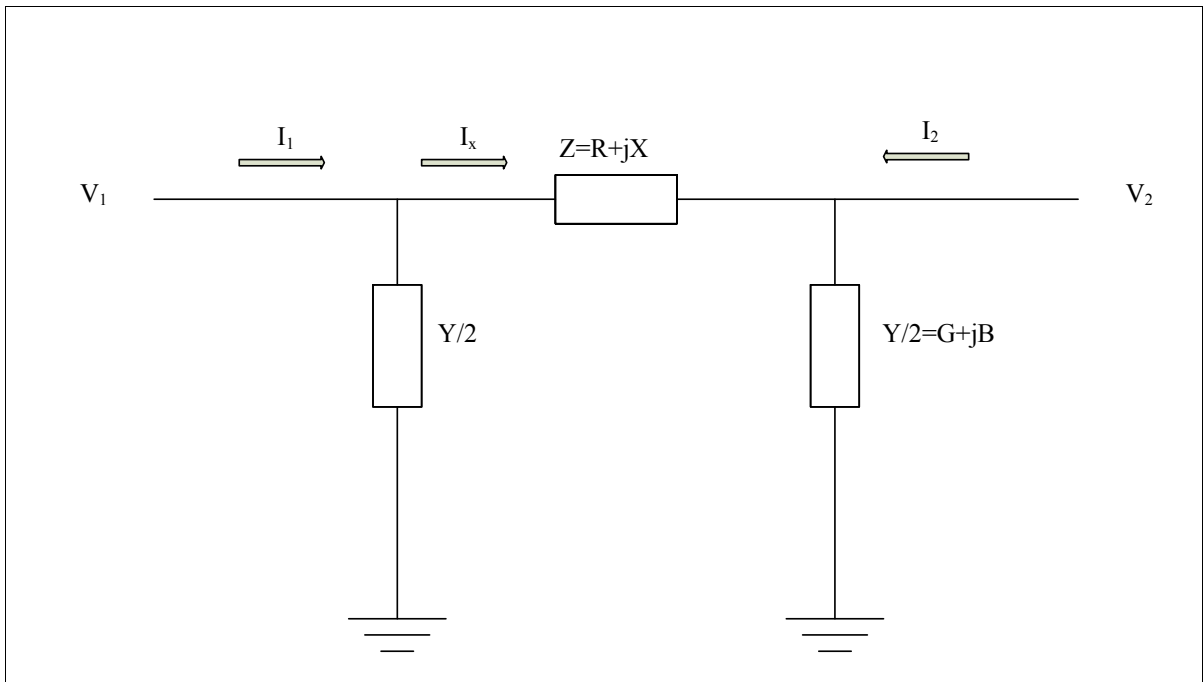 I₁
Iₓ
Z=R+jX
I₂
V₁
V₂
Y/2
Y/2=G+jB